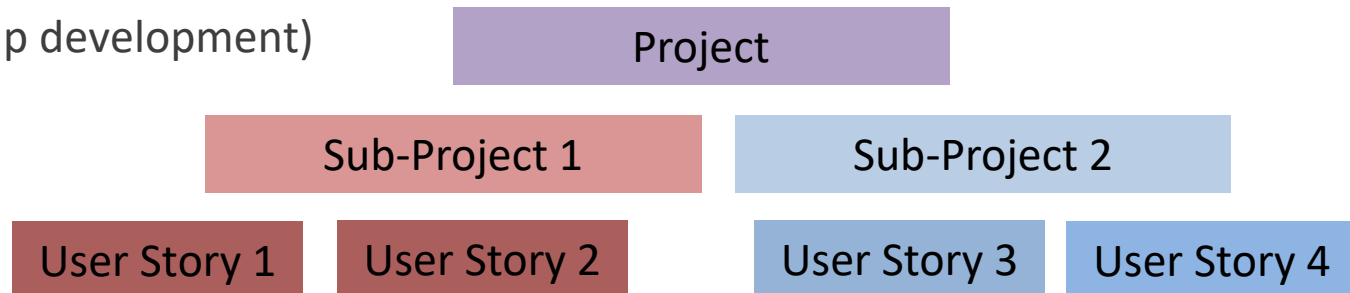 p development)
Project
Sub-Project 1
Sub-Project 2
User Story 1
User Story 2
User Story 3
User Story 4